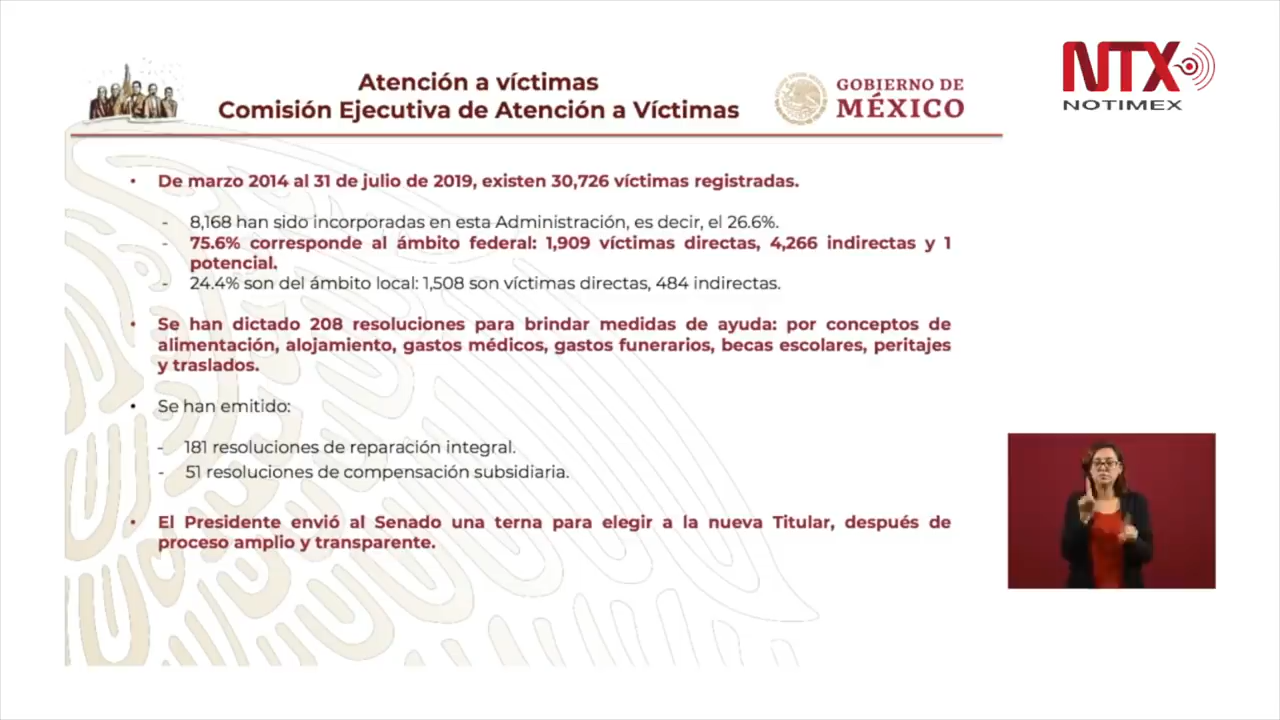 Atención a víctimas
Comisión Ejecutiva de Atención a Víctimas
GOBIERNO DE
MÉXICO
NTX
NOTIMEX
• De marzo 2014 al 31 de julio de 2019, existen 30,726 víctimas registradas.
- 8,168 han sido incorporadas en esta Administración, es decir, el 26.6%.
- 75.6% corresponde al ámbito federal: 1,909 víctimas directas, 4,266 indirectas y 1
potencial.
- 24.4% son del ámbito local: 1,508 son víctimas directas, 484 indirectas.
• Se han dictado 208 resoluciones para brindar medidas de ayuda: por conceptos de
alimentación, alojamiento, gastos médicos, gastos funerarios, becas escolares, peritajes
y traslados.
• Se han emitido:
- 181 resoluciones de reparación integral.
- 51 resoluciones de compensación subsidiaria.
• El Presidente envió al Senado una terna para elegir a la nueva Titular, después de
proceso amplio y transparente.